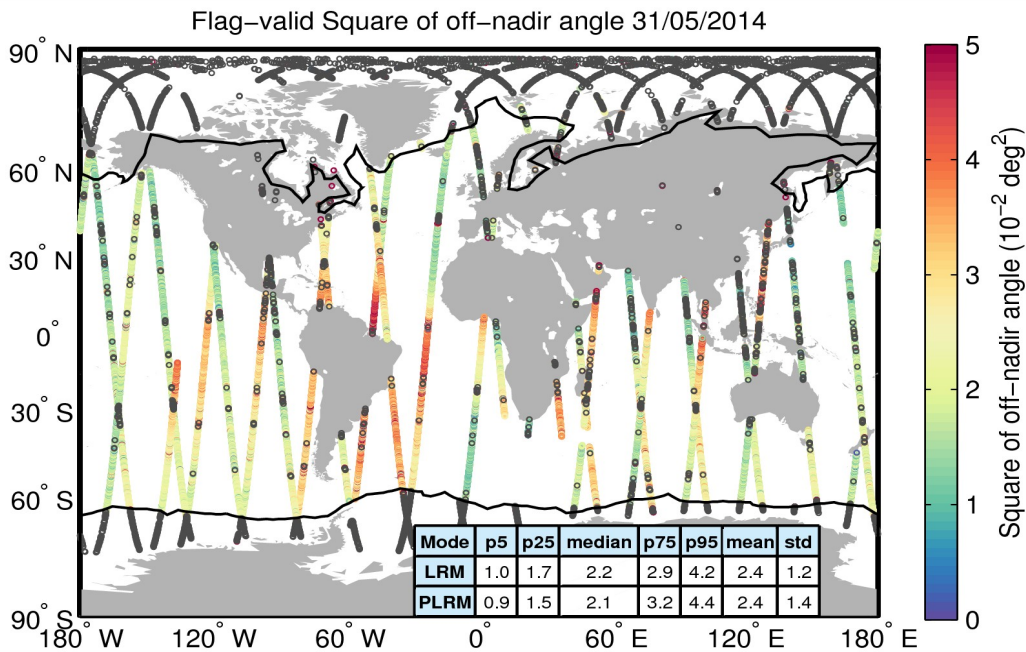 Flag-valid Square of off-nadir angle 31/05/2014
90° N
60° N
30° N
0°
30° S
60° S
90° S
180° W
120° W
60° W
0°
60° E
120° E
180° E
Mode p5 p25 median p75 p95 mean std
LRM 1.0 1.7 2.2 2.9 4.2 2.4 1.2
PLRM 0.9 1.5 2.1 3.2 4.4 2.4 1.4
5
4
3
2
1
0
Square of off-nadir angle (10⁻² deg²)